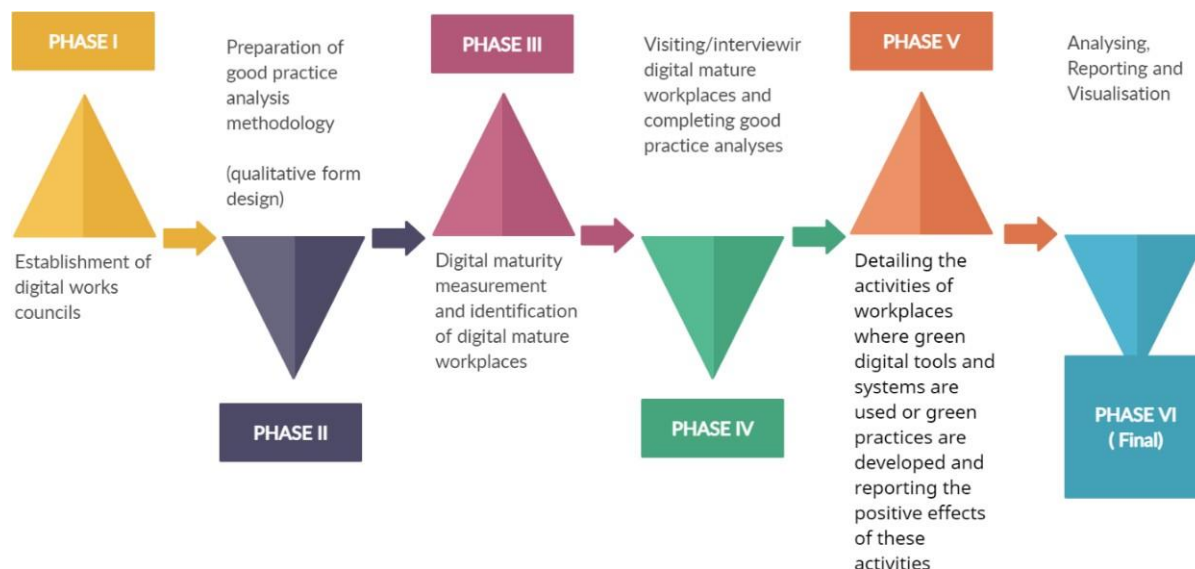 PHASE I
Establishment of
digital works
councils
Preparation of
good practice
analysis
methodology
(qualitative form
design)
PHASE II
PHASE III
Digital maturity
measurement
and identification
of digital mature
workplaces
Visiting/interviewir
digital mature
workplaces and
completing good
practice analyses
PHASE IV
PHASE V
Detailing the
activities of
workplaces
where green
digital tools and
systems are
used or green
practices are
developed and
reporting the
positive effects
of these
activities
Analysing,
Reporting and
Visualisation
PHASE VI
( Final)